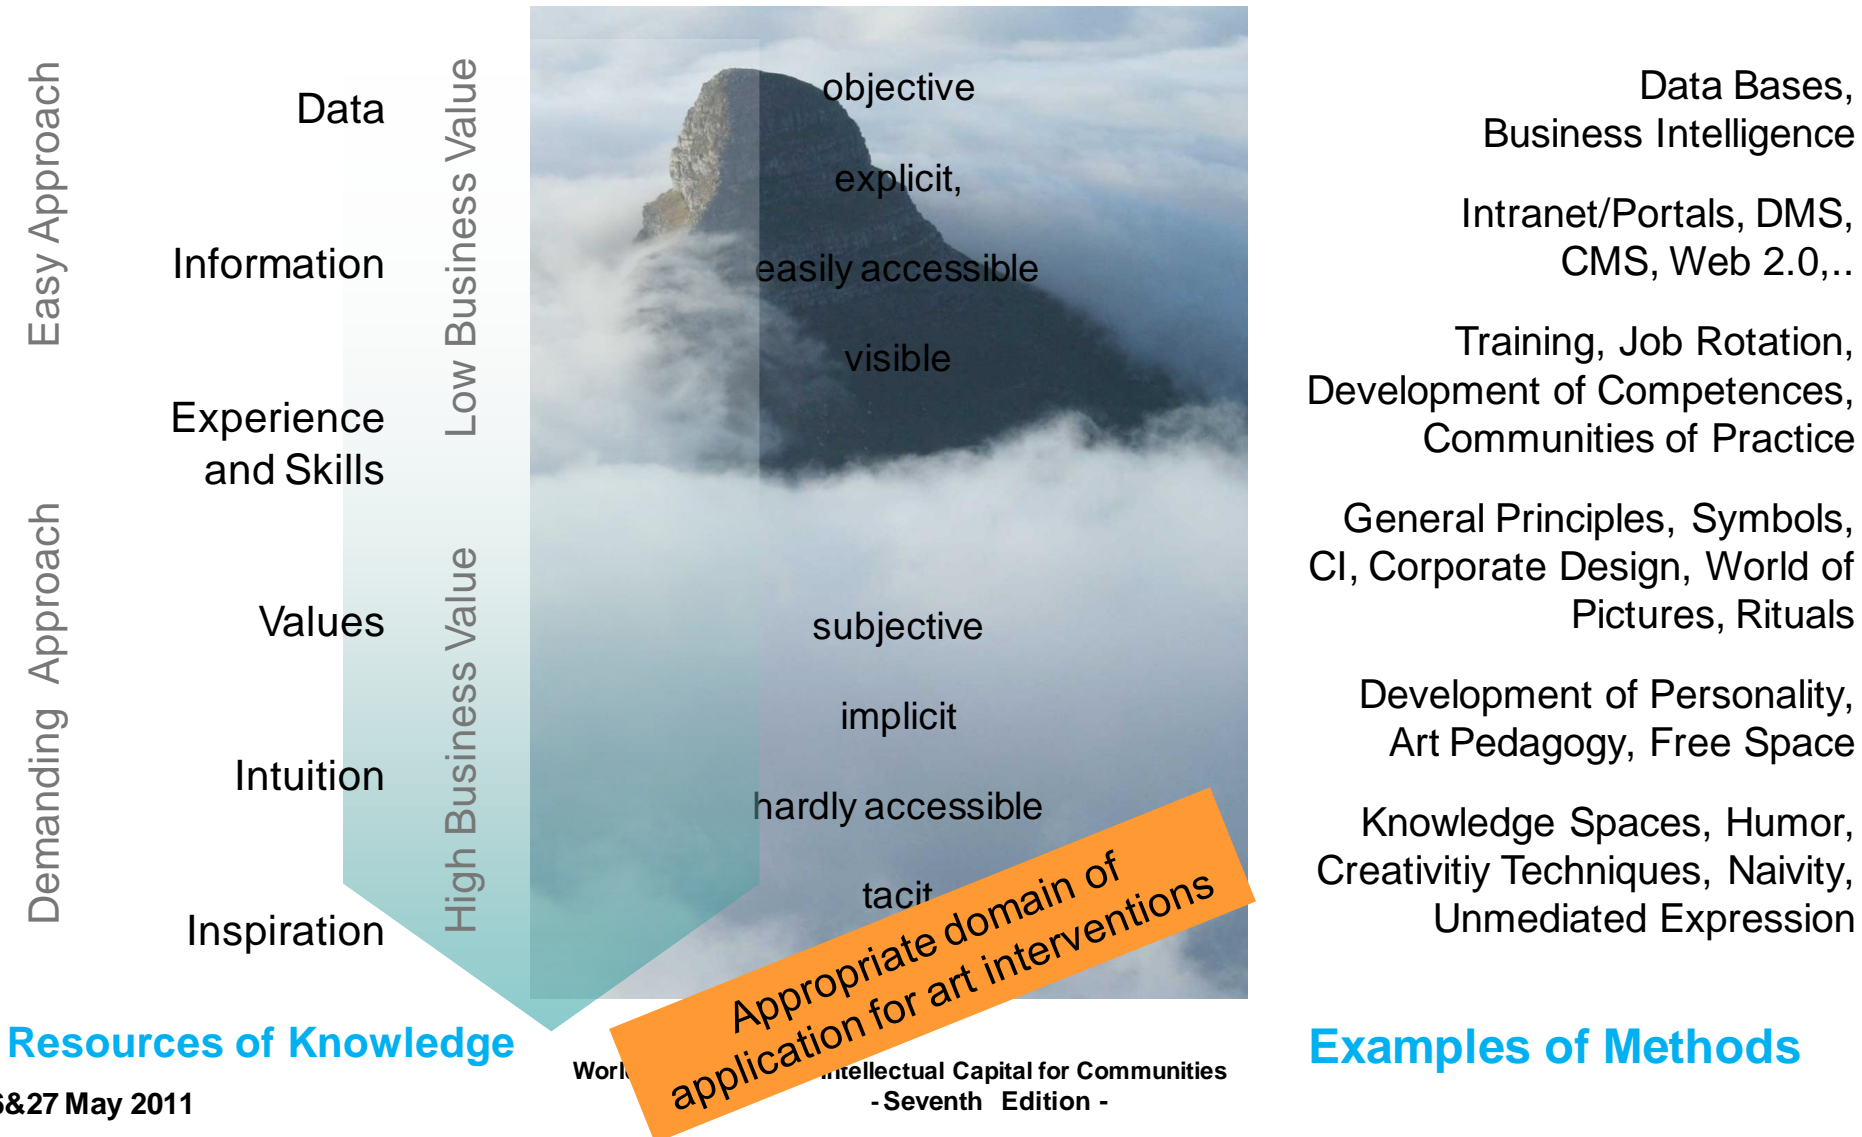 Easy Approach
Demanding Approach
Data
Information
Experience
and Skills
Values
Intuition
Inspiration
Low Business Value
High Business Value
objective
explicit,
easily accessible
visible
subjective
implicit
hardly accessible
tacit
Appropriate domain of
application for art interventions
Data Bases,
Business Intelligence
Intranet/Portals, DMS,
CMS, Web 2.0,..
Training, Job Rotation,
Development of Competences,
Communities of Practice
General Principles, Symbols,
CI, Corporate Design, World of
Pictures, Rituals
Development of Personality,
Art Pedagogy, Free Space
Knowledge Spaces, Humor,
Creativitiy Techniques, Naivity,
Unmediated Expression
Resources of Knowledge
Examples of Methods
Capital for Communities
- Seventh Edition -
&27 May 2011